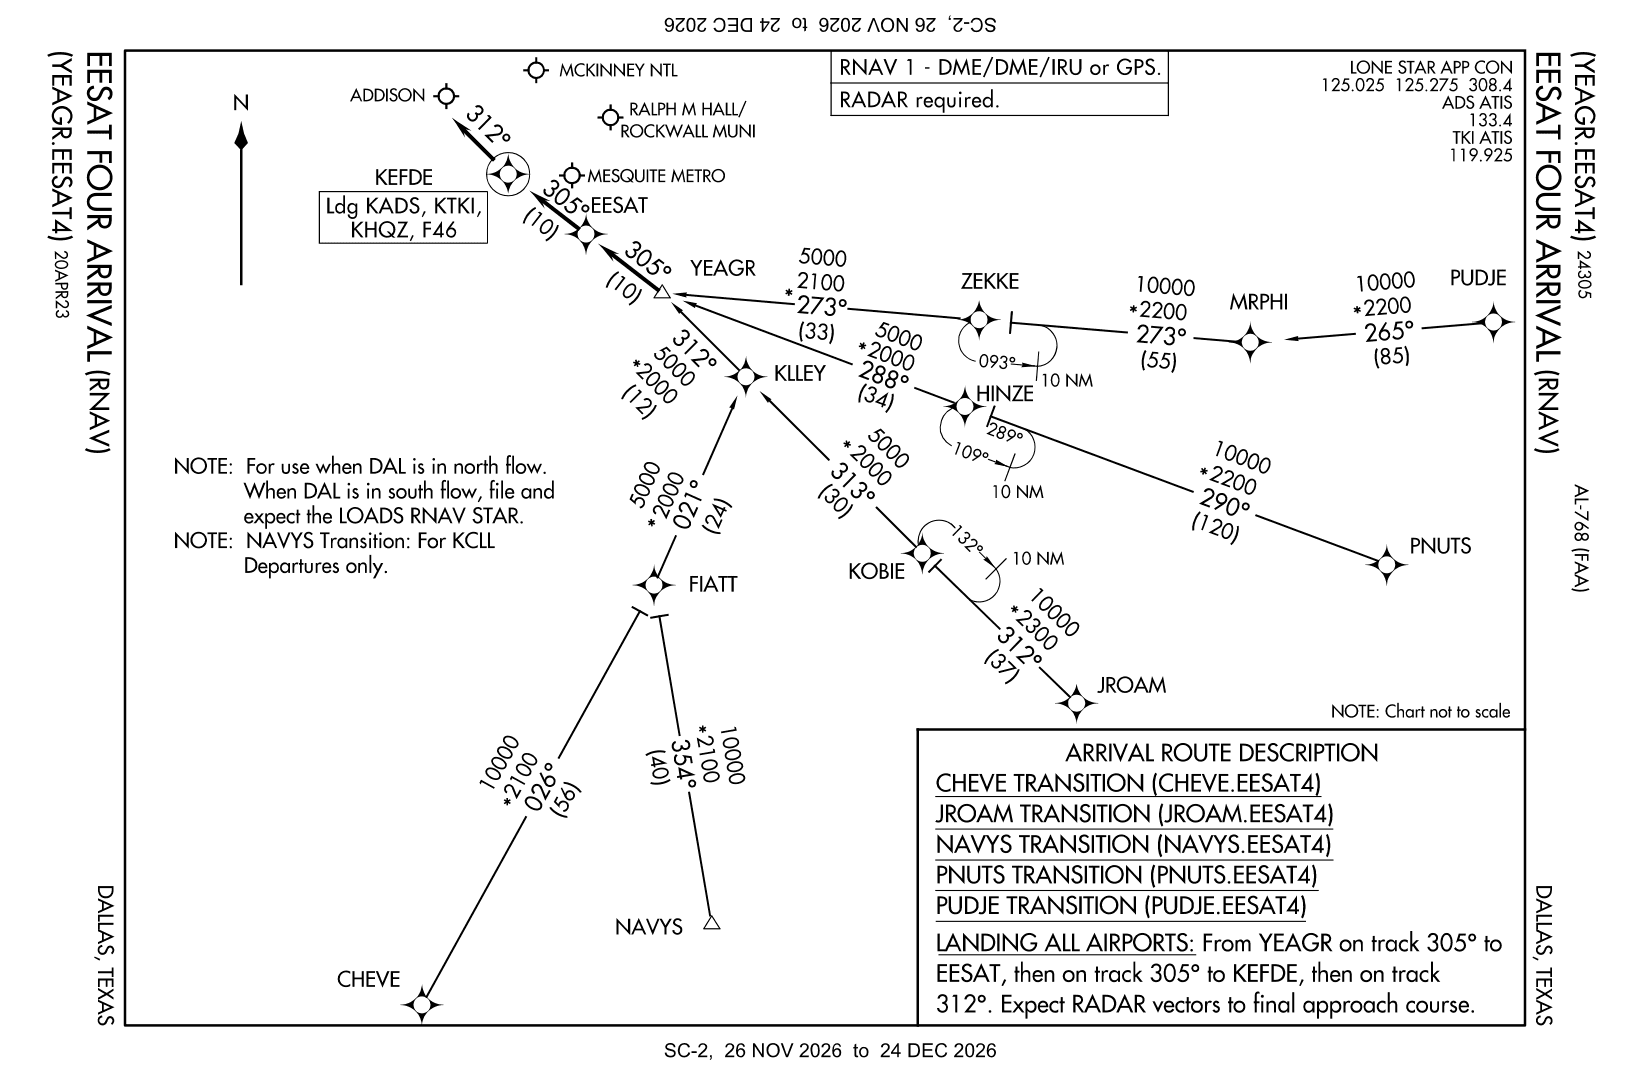 SC-2, 26 NOV 2026 to 24 DEC 2026
(YEAGR.EESAT4) 20APR23
EESAT FOUR ARRIVAL (RNAV)
DALLAS, TEXAS
(YEAGR.EESAT4) 24305
EESAT FOUR ARRIVAL (RNAV)
AL-768 (FAA)
DALLAS, TEXAS
RNAV 1 - DME/DME/IRU or GPS.
RADAR required.
LONE STAR APP CON
125.025 125.275 308.4
ADS ATIS
133.4
TKI ATIS
119.925
N
MCKINNEY NTL
ADDISON
RALPH M HALL/
ROCKWALL MUNI
312°
KEFDE
Ldg KADS, KTKI,
KHQZ, F46
MESQUITE METRO
305°
(10)
EESAT
305°
(10)
YEAGR
5000
*2100
273°
(33)
ZEKKE
093°
10 NM
10000
*2200
273°
(55)
MRPHI
10000
*2200
265°
(85)
PUDJE
312°
5000
*2000
(12)
KLLEY
5000
*2000
288°
(34)
HINZE
289°
109°
10 NM
10000
*2200
290°
(120)
PNUTS
5000
*2000
313°
(30)
KOBIE
132°
10 NM
10000
*2300
312°
(37)
JROAM
5000
*2000
021°
(24)
FIATT
10000
*2100
026°
(56)
CHEVE
10000
*2100
354°
(40)
NAVYS
NOTE: For use when DAL is in north flow.
When DAL is in south flow, file and
expect the LOADS RNAV STAR.
NOTE: NAVYS Transition: For KCLL
Departures only.
NOTE: Chart not to scale
ARRIVAL ROUTE DESCRIPTION
CHEVE TRANSITION (CHEVE.EESAT4)
JROAM TRANSITION (JROAM.EESAT4)
NAVYS TRANSITION (NAVYS.EESAT4)
PNUTS TRANSITION (PNUTS.EESAT4)
PUDJE TRANSITION (PUDJE.EESAT4)
LANDING ALL AIRPORTS: From YEAGR on track 305° to
EESAT, then on track 305° to KEFDE, then on track
312°. Expect RADAR vectors to final approach course.
SC-2, 26 NOV 2026 to 24 DEC 2026